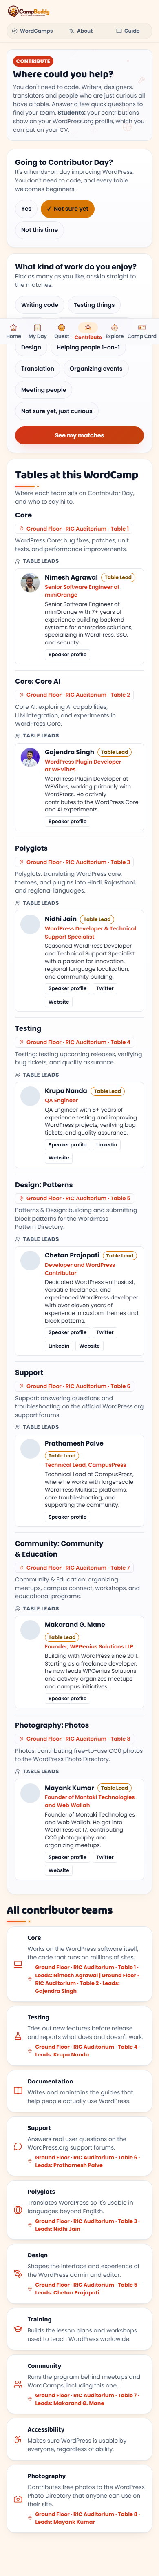 CampBuddy
WordCamps
About
Guide
CONTRIBUTE
Where could you help?
You don't need to code. Writers, designers,
translators and people who are just curious all
have a table. Answer a few quick questions to
find your team. Students: your contributions
show on your WordPress.org profile, which you
can put on your CV.
Going to Contributor Day?
It's a hands-on day improving WordPress.
You don't need to code, and every table
welcomes beginners.
Yes
✓ Not sure yet
Not this time
What kind of work do you enjoy?
Pick as many as you like, or skip straight to
the matches.
Writing code
Testing things
Home
My Day
Quest
Contribute
Explore
Camp Card
Design
Helping people 1-on-1
Translation
Organizing events
Meeting people
Not sure yet, just curious
See my matches
Tables at this WordCamp
Where each team sits on Contributor Day,
and who to say hi to.
Core
Ground Floor · RIC Auditorium · Table 1
WordPress Core: bug fixes, patches, unit
tests, and performance improvements.
TABLE LEADS
Nimesh Agrawal
Table Lead
Senior Software Engineer at
miniOrange
Senior Software Engineer at
miniOrange with 7+ years of
experience building backend
systems for enterprise solutions,
specializing in WordPress, SSO,
and security.
Speaker profile
Core: Core AI
Ground Floor · RIC Auditorium · Table 2
Core AI: exploring AI capabilities,
LLM integration, and experiments in
WordPress Core.
TABLE LEADS
Gajendra Singh
Table Lead
WordPress Plugin Developer
at WPVibes
WordPress Plugin Developer at
WPVibes, working primarily with
WordPress. He actively
contributes to the WordPress Core
and AI experiments.
Speaker profile
Polyglots
Ground Floor · RIC Auditorium · Table 3
Polyglots: translating WordPress core,
themes, and plugins into Hindi, Rajasthani,
and regional languages.
TABLE LEADS
Nidhi Jain
Table Lead
WordPress Developer & Technical
Support Specialist
Seasoned WordPress Developer
and Technical Support Specialist
with a passion for innovation,
regional language localization,
and community building.
Speaker profile
Twitter
Website
Testing
Ground Floor · RIC Auditorium · Table 4
Testing: testing upcoming releases, verifying
bug tickets, and quality assurance.
TABLE LEADS
Krupa Nanda
Table Lead
QA Engineer
QA Engineer with 8+ years of
experience testing and improving
WordPress projects, verifying bug
tickets, and quality assurance.
Speaker profile
LinkedIn
Website
Design: Patterns
Ground Floor · RIC Auditorium · Table 5
Patterns & Design: building and submitting
block patterns for the WordPress
Pattern Directory.
TABLE LEADS
Chetan Prajapati
Table Lead
Developer and WordPress
Contributor
Dedicated WordPress enthusiast,
versatile freelancer, and
experienced WordPress developer
with over eleven years of
experience in custom themes and
block patterns.
Speaker profile
Twitter
LinkedIn
Website
Support
Ground Floor · RIC Auditorium · Table 6
Support: answering questions and
troubleshooting on the official WordPress.org
support forums.
TABLE LEADS
Prathamesh Palve
Table Lead
Technical Lead, CampusPress
Technical Lead at CampusPress,
where he works with large-scale
WordPress Multisite platforms,
core troubleshooting, and
supporting the community.
Speaker profile
Community: Community
& Education
Ground Floor · RIC Auditorium · Table 7
Community & Education: organizing
meetups, campus connect, workshops, and
educational programs.
TABLE LEADS
Makarand G. Mane
Table Lead
Founder, WPGenius Solutions LLP
Building with WordPress since 2011.
Starting as a freelance developer,
he now leads WPGenius Solutions
and actively organizes meetups
and campus initiatives.
Speaker profile
Photography: Photos
Ground Floor · RIC Auditorium · Table 8
Photos: contributing free-to-use CC0 photos
to the WordPress Photo Directory.
TABLE LEADS
Mayank Kumar
Table Lead
Founder of Montaki Technologies
and Web Wallah
Founder of Montaki Technologies
and Web Wallah. He got into
WordPress at 17, contributing
CC0 photography and
organizing meetups.
Speaker profile
Twitter
Website
All contributor teams
Core
Works on the WordPress software itself,
the code that runs on millions of sites.
Ground Floor · RIC Auditorium · Table 1 ·
Leads: Nimesh Agrawal | Ground Floor ·
RIC Auditorium · Table 2 · Leads:
Gajendra Singh
Testing
Tries out new features before release
and reports what does and doesn't work.
Ground Floor · RIC Auditorium · Table 4 ·
Leads: Krupa Nanda
Documentation
Writes and maintains the guides that
help people actually use WordPress.
Support
Answers real user questions on the
WordPress.org support forums.
Ground Floor · RIC Auditorium · Table 6 ·
Leads: Prathamesh Palve
Polyglots
Translates WordPress so it's usable in
languages beyond English.
Ground Floor · RIC Auditorium · Table 3 ·
Leads: Nidhi Jain
Design
Shapes the interface and experience of
the WordPress admin and editor.
Ground Floor · RIC Auditorium · Table 5 ·
Leads: Chetan Prajapati
Training
Builds the lesson plans and workshops
used to teach WordPress worldwide.
Community
Runs the program behind meetups and
WordCamps, including this one.
Ground Floor · RIC Auditorium · Table 7 ·
Leads: Makarand G. Mane
Accessibility
Makes sure WordPress is usable by
everyone, regardless of ability.
Photography
Contributes free photos to the WordPress
Photo Directory that anyone can use on
their site.
Ground Floor · RIC Auditorium · Table 8 ·
Leads: Mayank Kumar